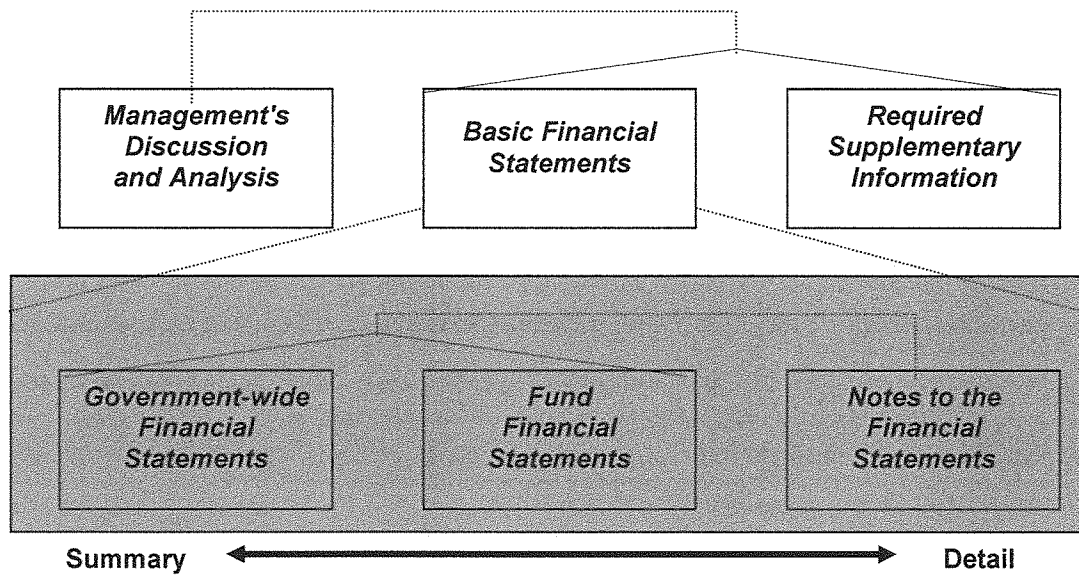 Management's
Discussion
and Analysis
Basic Financial
Statements
Required
Supplementary
Information
Government-wide
Financial
Statements
Fund
Financial
Statements
Notes to the
Financial
Statements
Summary
Detail